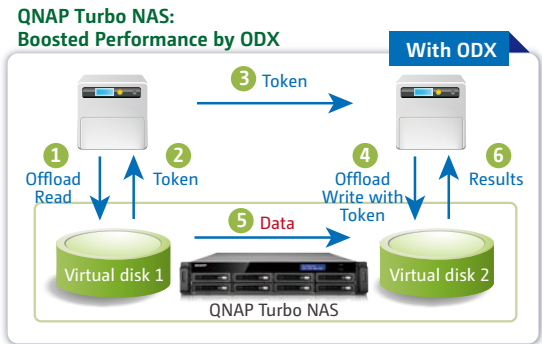 QNAP Turbo NAS:
Boosted Performance by ODX
With ODX
3 Token
1
Offload
Read
2
Token
4
Offload
Write with
Token
6
Results
5 Data
Virtual disk 1
Virtual disk 2
QNAP
QNAP Turbo NAS